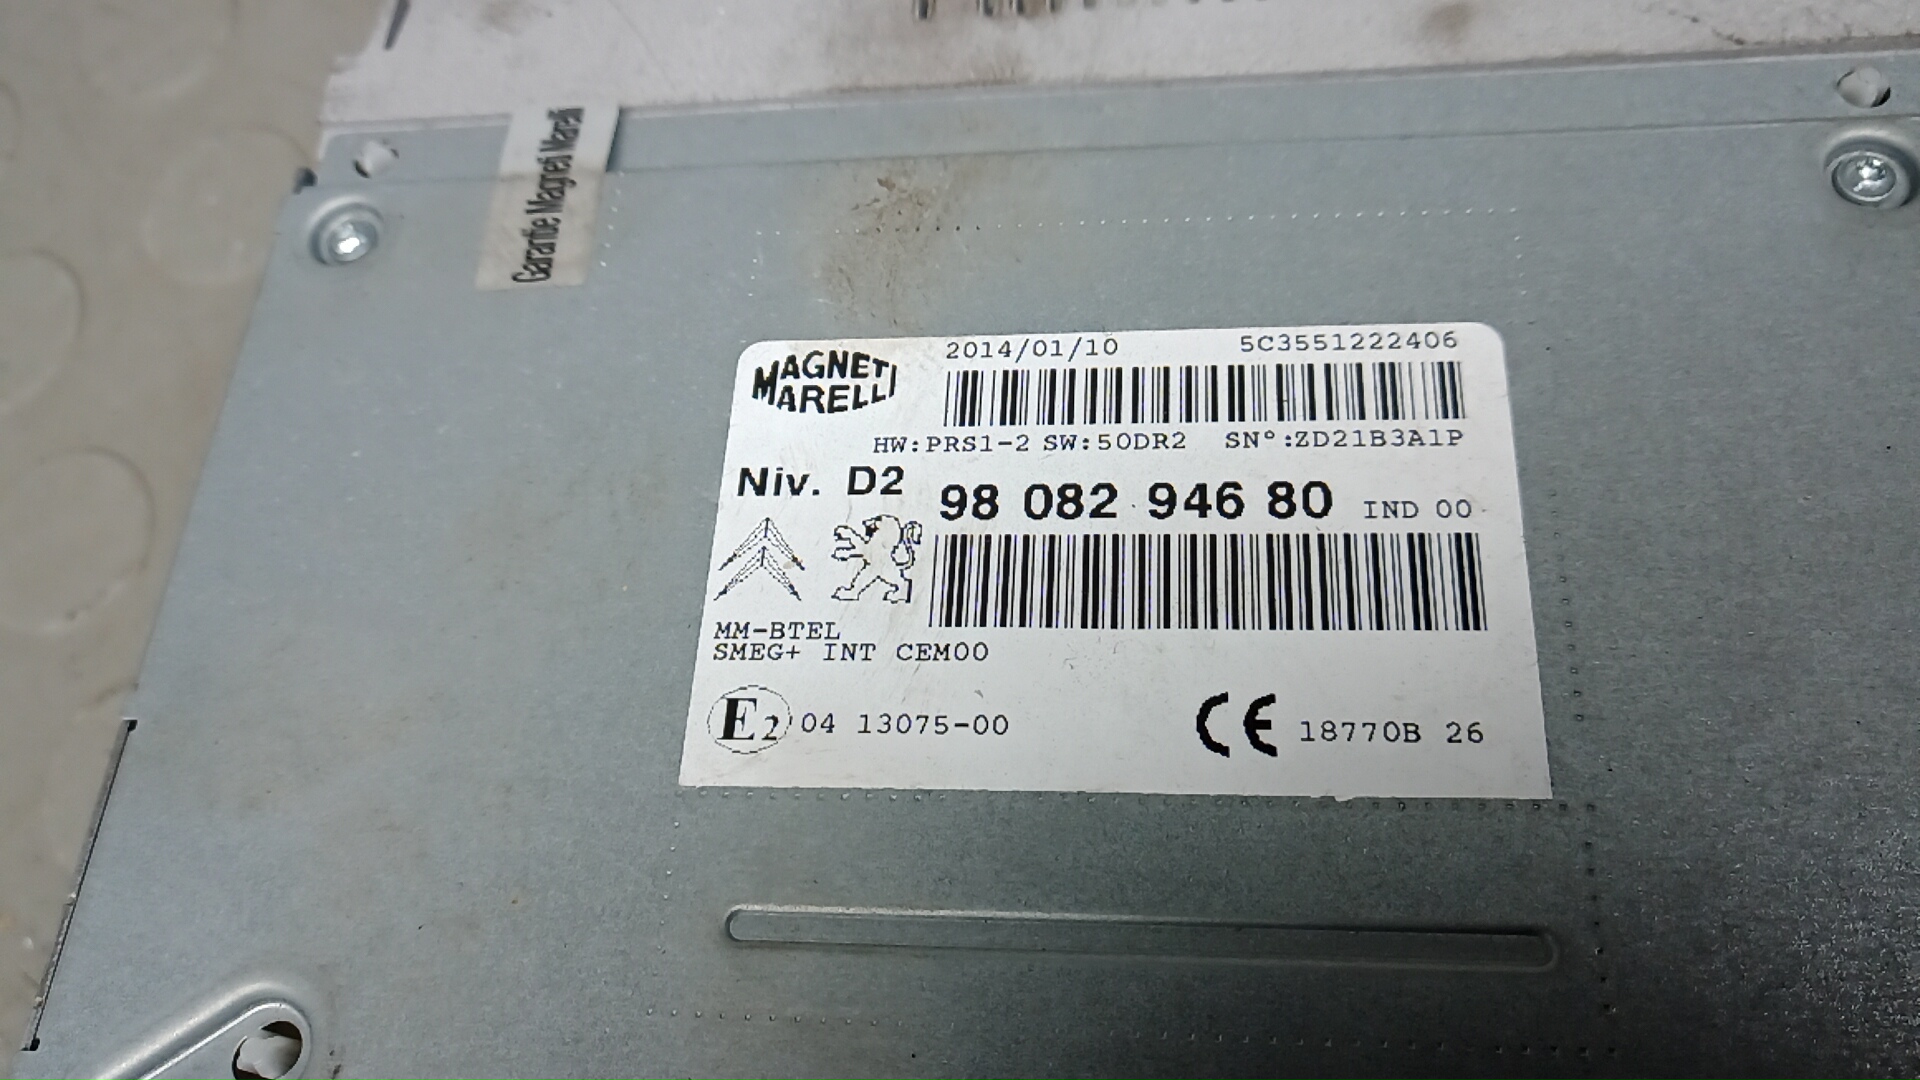 Garantie Magneti Marelli
MAGNETI MARELLI
2014/01/10 5C3551222406
HW:PRS1-2 SW:50DR2 SN°:ZD21B3A1P
Niv. D2 98 082 946 80 IND 00
MM-BTEL
SMEG+ INT CEM00
E2 04 13075-00 CE 18770B 26